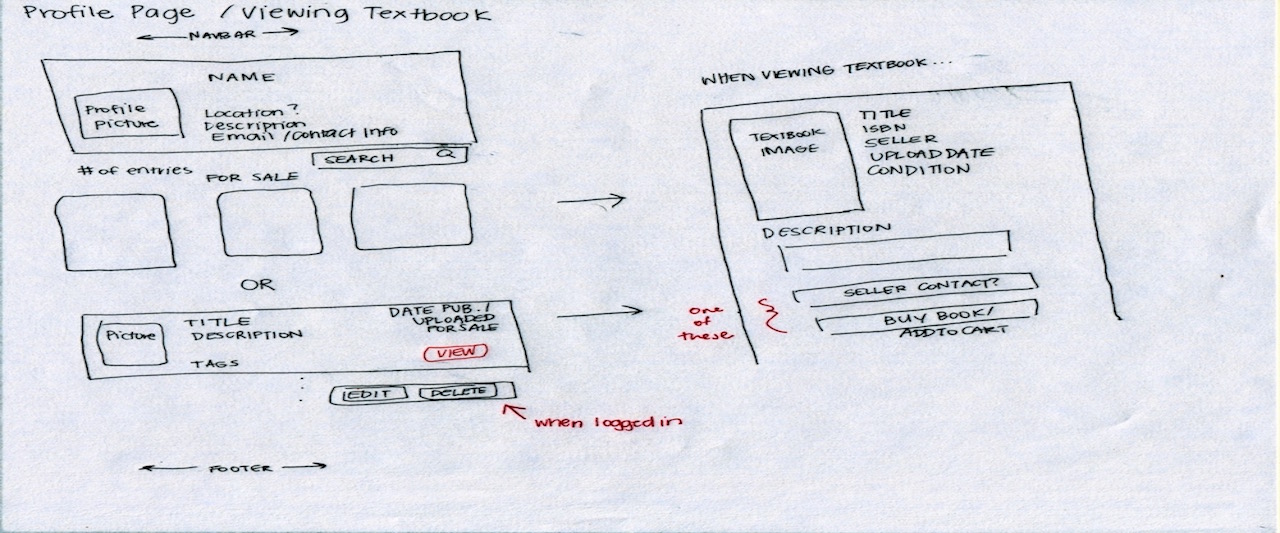 Profile Page / Viewing Textbook
NAVBAR
NAME
Profile
Picture
Location?
Description
Email / Contact Info
SEARCH
# of entries
FOR SALE
OR
Picture
TITLE
DESCRIPTION
TAGS
DATE PUB. /
UPLOADED
FOR SALE
VIEW
EDIT
DELETE
when logged in
FOOTER
WHEN VIEWING TEXTBOOK...
TEXTBOOK
IMAGE
TITLE
ISBN
SELLER
UPLOAD DATE
CONDITION
DESCRIPTION
one
of
these
SELLER CONTACT?
BUY BOOK/
ADD TO CART